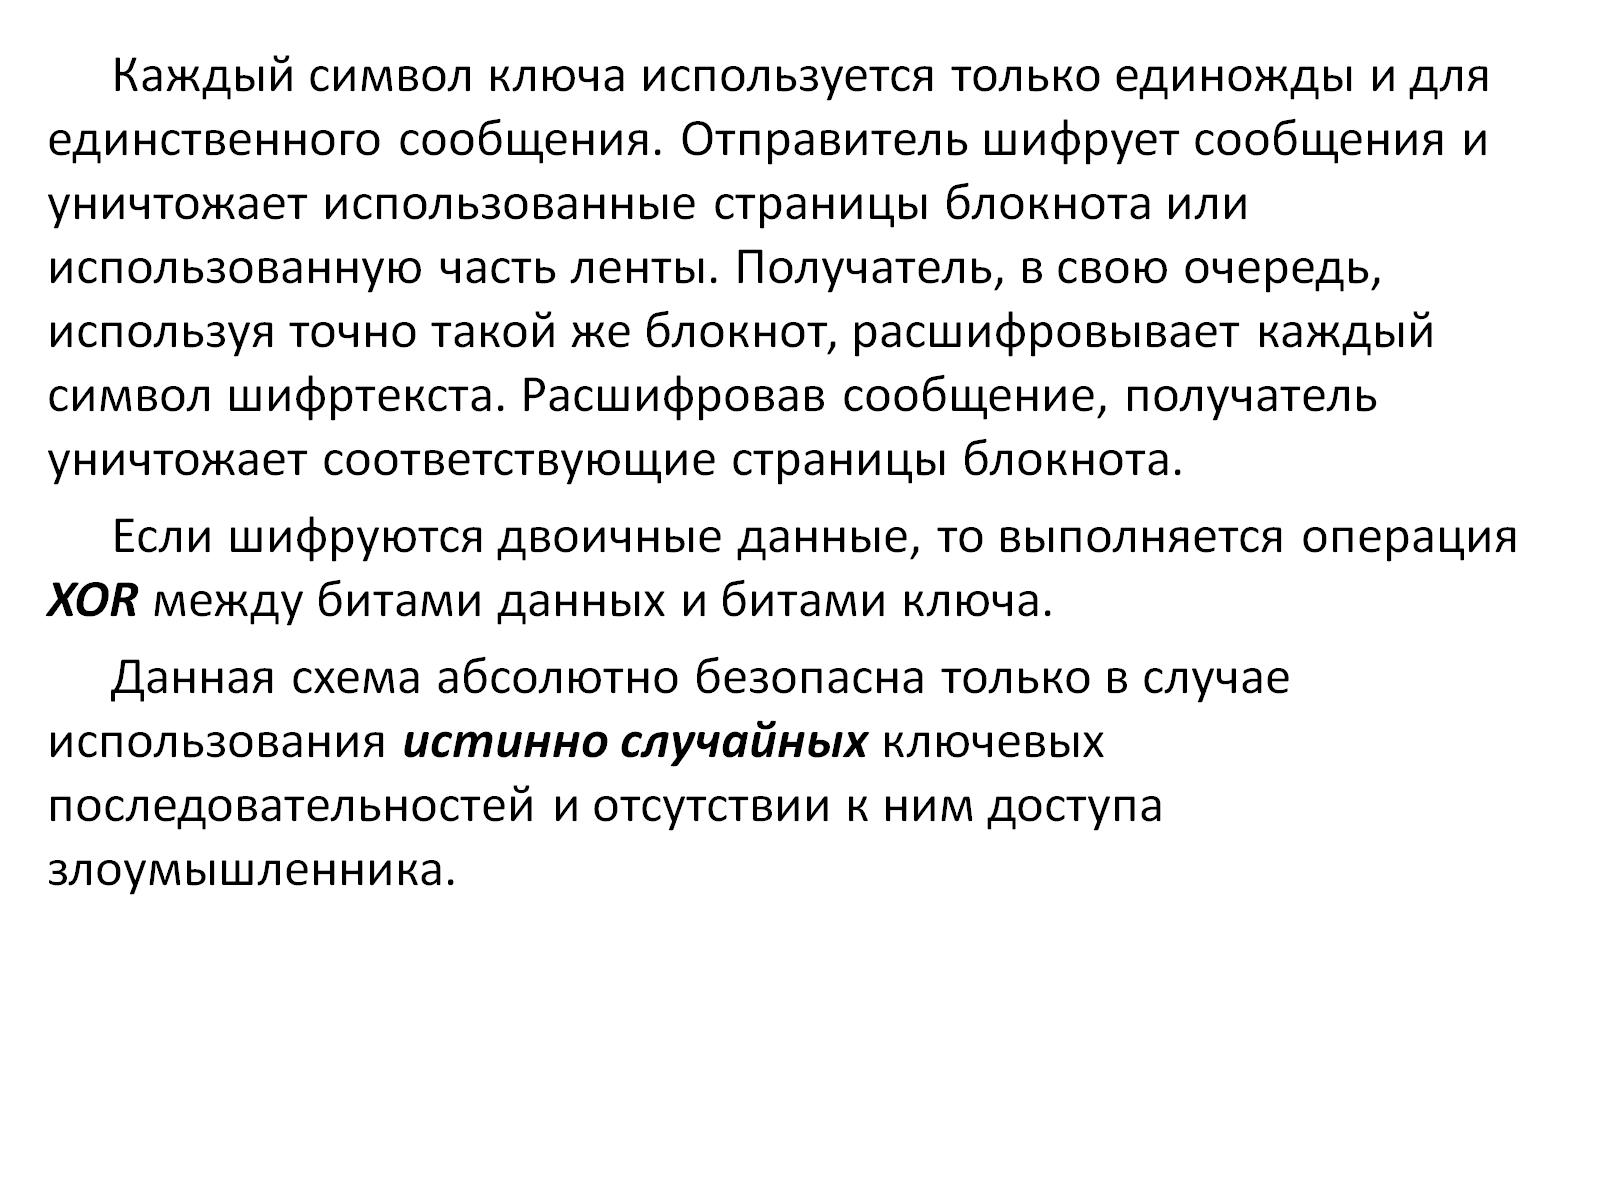 Каждый символ ключа используется только единожды и для
единственного сообщения. Отправитель шифрует сообщения и
уничтожает использованные страницы блокнота или
использованную часть ленты. Получатель, в свою очередь,
используя точно такой же блокнот, расшифровывает каждый
символ шифртекста. Расшифровав сообщение, получатель
уничтожает соответствующие страницы блокнота.
Если шифруются двоичные данные, то выполняется операция
XOR между битами данных и битами ключа.
Данная схема абсолютно безопасна только в случае
использования истинно случайных ключевых
последовательностей и отсутствии к ним доступа
злоумышленника.